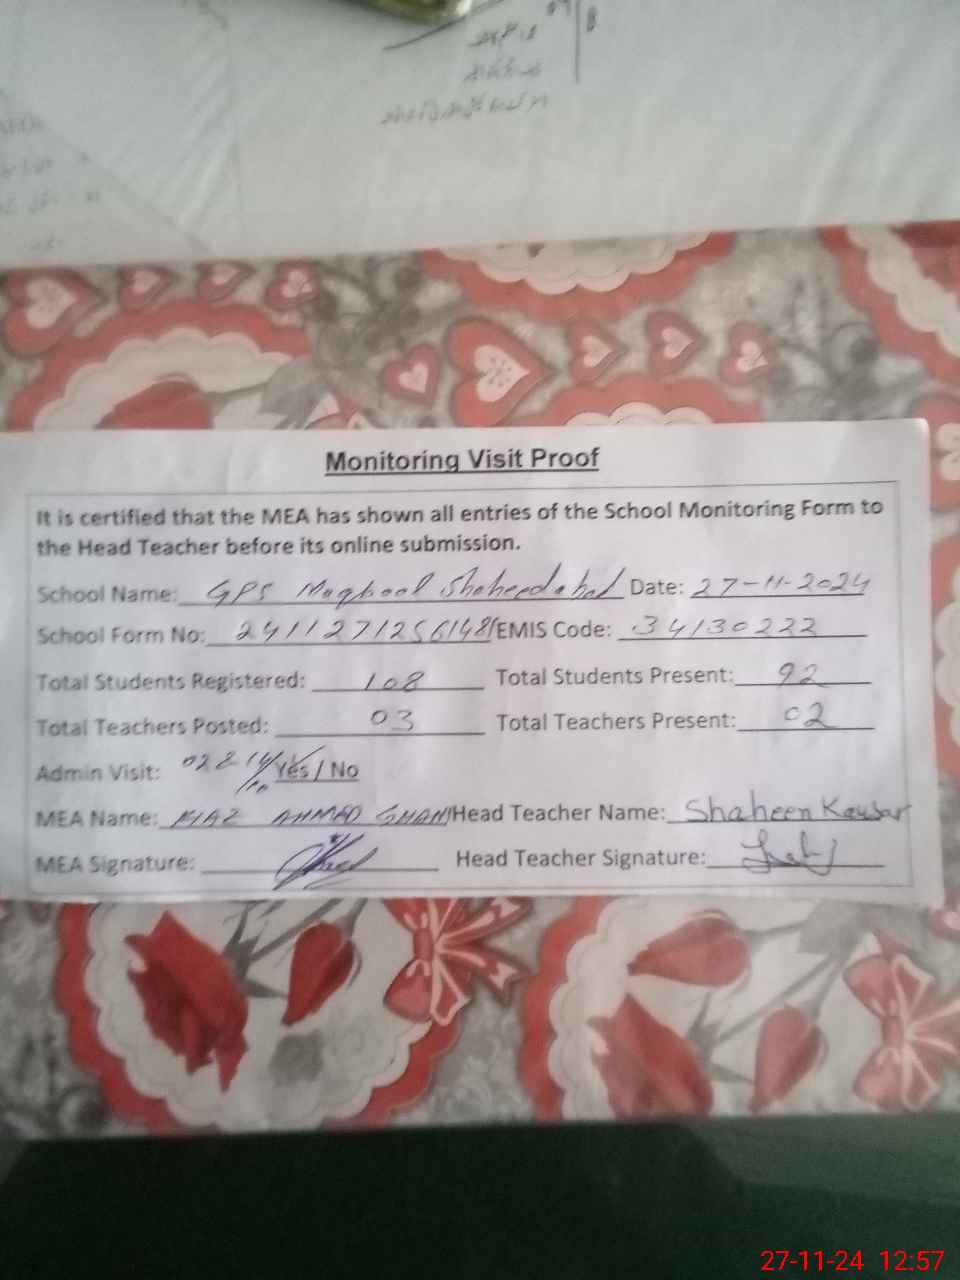 Monitoring Visit Proof
It is certified that the MEA has shown all entries of the School Monitoring Form to
the Head Teacher before its online submission.
School Name: GPS Maqbool Shaheedabad Date: 27-11-2024
School Form No: EMIS Code: 34130222
Total Students Registered: 108 Total Students Present: 92
Total Teachers Posted: 03 Total Teachers Present: 02
Admin Visit: 02 & Yes / No
MEA Name: NIAZ AHMAD Head Teacher Name: Shaheen Kausar
MEA Signature: Head Teacher Signature:
27-11-24 12:57